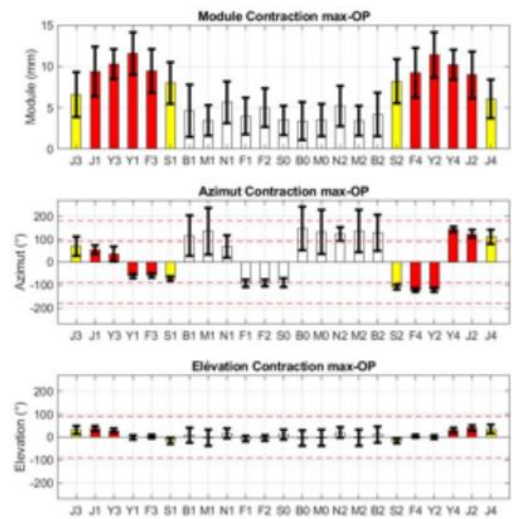 Module Contraction max-OP
15
10
5
0
Module (mm)
J3 J1 Y3 Y1 F3 S1 B1 M1 N1 F1 F2 S0 B0 M0 N2 M2 B2 S2 F4 Y2 Y4 J2 J4
Azimut Contraction max-OP
200
100
0
-100
-200
Azimut (°)
J3 J1 Y3 Y1 F3 S1 B1 M1 N1 F1 F2 S0 B0 M0 N2 M2 B2 S2 F4 Y2 Y4 J2 J4
Elévation Contraction max-OP
200
100
0
-100
-200
Elevation (°)
J3 J1 Y3 Y1 F3 S1 B1 M1 N1 F1 F2 S0 B0 M0 N2 M2 B2 S2 F4 Y2 Y4 J2 J4